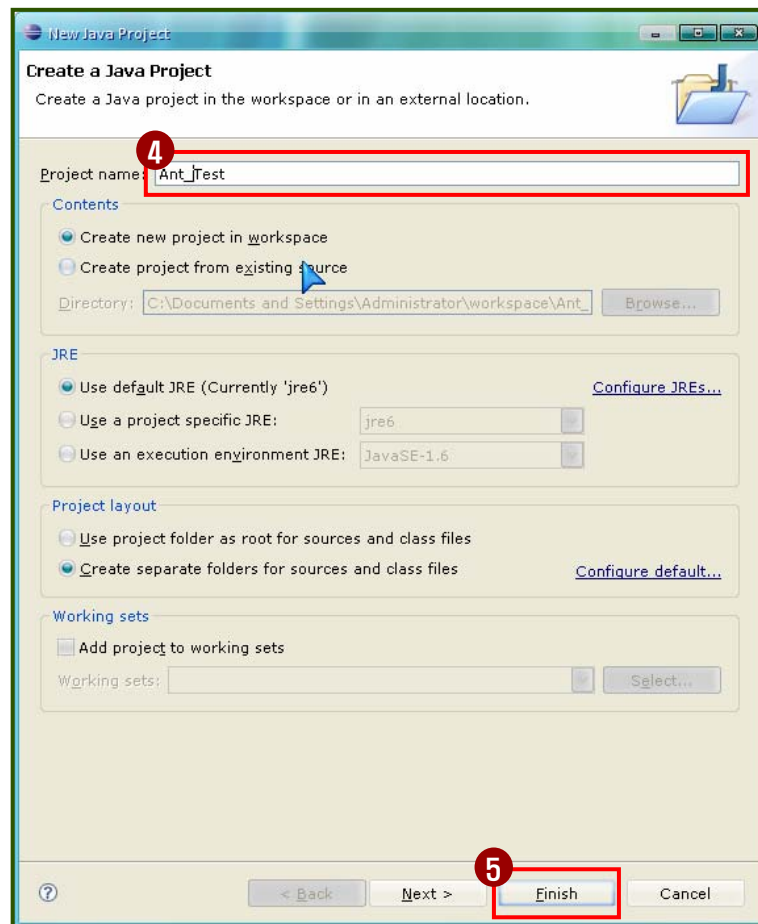 New Java Project
Create a Java Project
Create a Java project in the workspace or in an external location.
4
Project name: Ant_Test
Contents
Create new project in workspace
Create project from existing source
Directory: C:\Documents and Settings\Administrator\workspace\Ant_ Browse...
JRE
Use default JRE (Currently 'jre6') Configure JREs...
Use a project specific JRE: jre6
Use an execution environment JRE: JavaSE-1.6
Project layout
Use project folder as root for sources and class files
Create separate folders for sources and class files Configure default...
Working sets
Add project to working sets
Working sets: Select...
5
? < Back Next > Finish Cancel